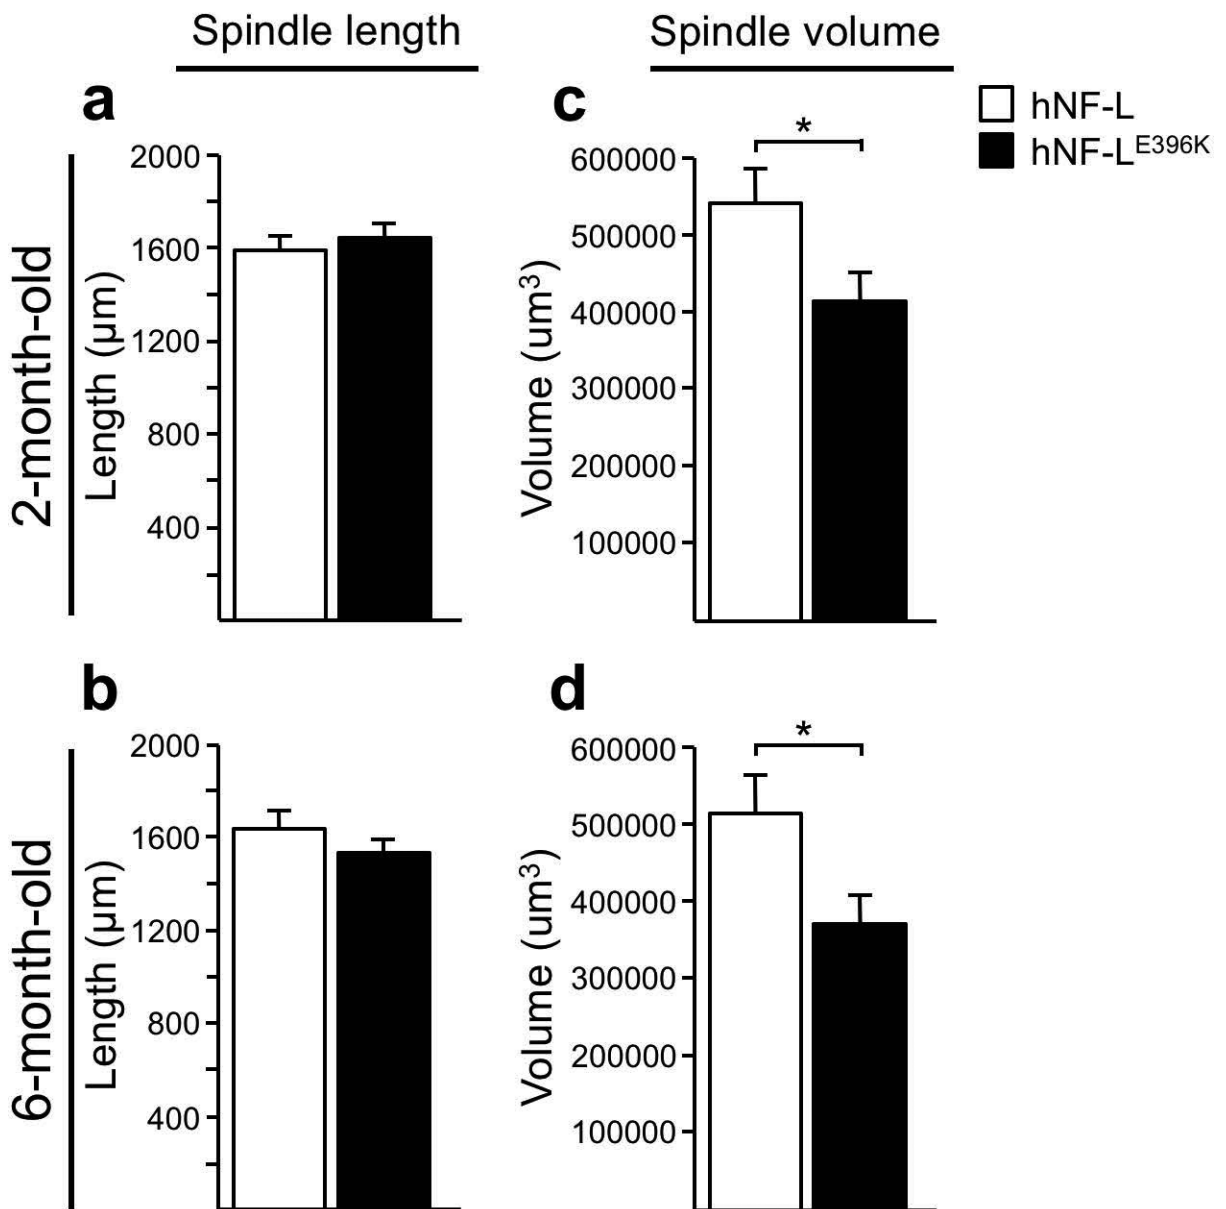 Spindle length
Spindle volume
hNF-L
hNF-L^E396K
2-month-old
a
Length (µm)
2000
1600
1200
800
400
c
*
Volume (um³)
600000
500000
400000
300000
200000
100000
6-month-old
b
Length (µm)
2000
1600
1200
800
400
d
*
Volume (um³)
600000
500000
400000
300000
200000
100000